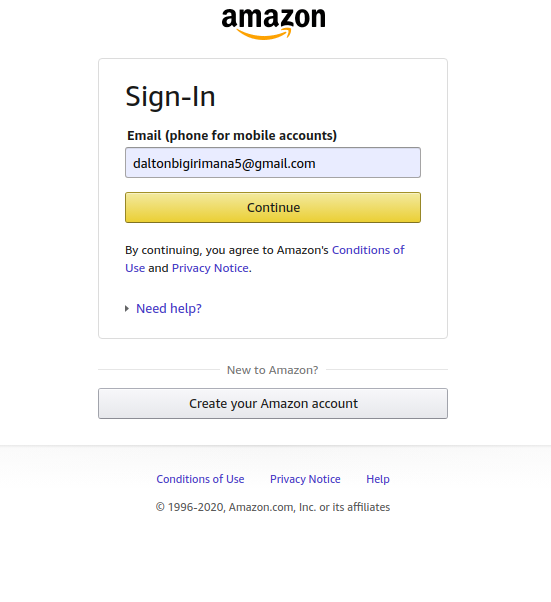 amazon
Sign-In
Email (phone for mobile accounts)
daltonbigirimana5@gmail.com
Continue
By continuing, you agree to Amazon's Conditions of
Use and Privacy Notice.
Need help?
New to Amazon?
Create your Amazon account
Conditions of Use Privacy Notice Help
© 1996-2020, Amazon.com, Inc. or its affiliates